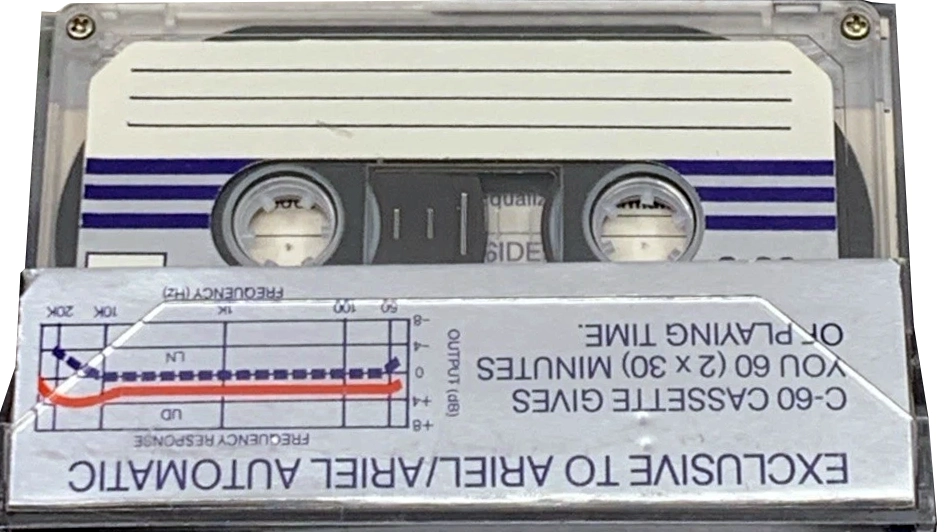 qualiz
SIDE
EXCLUSIVE TO ARIEL/ARIEL AUTOMATIC
C-60 CASSETTE GIVES
YOU 60 (2 x 30) MINUTES
OF PLAYING TIME.
FREQUENCY RESPONSE
OUTPUT (dB)
+8
+4
0
-4
-8
UD
LN
50 100 1K 10K 20K
FREQUENCY (Hz)